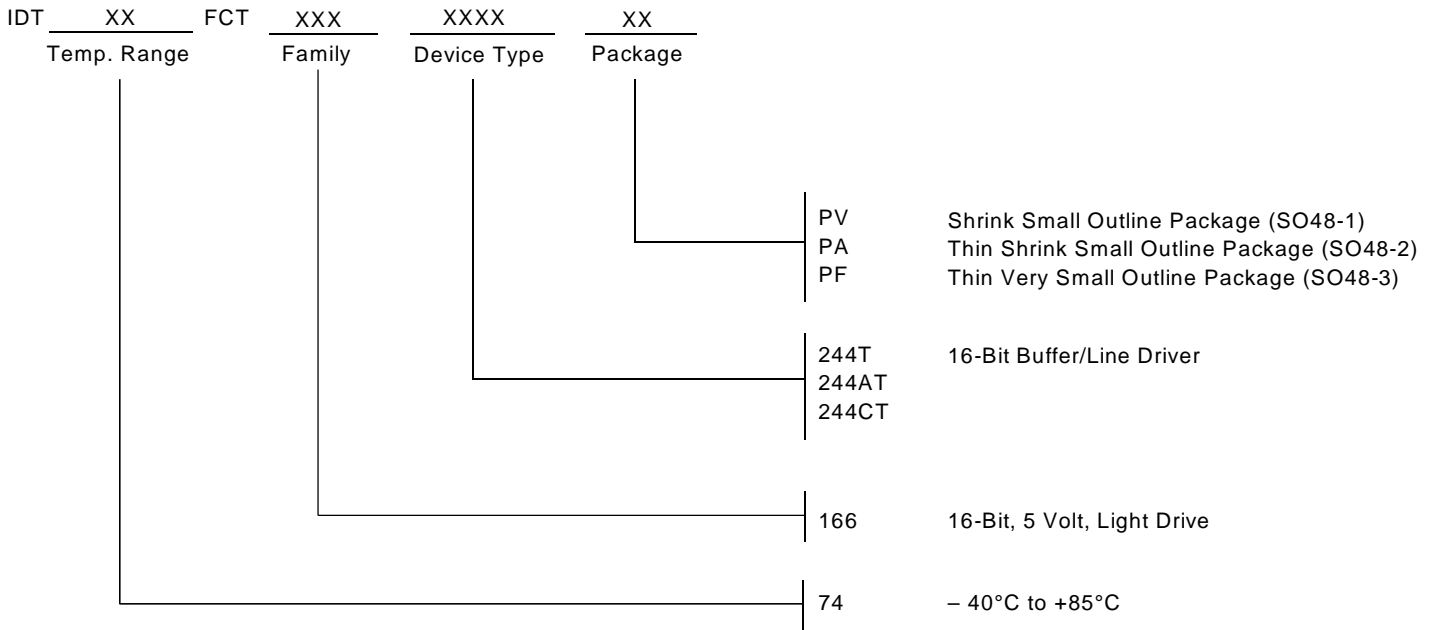 IDT XX FCT XXX XXXX XX
Temp. Range Family Device Type Package
PV Shrink Small Outline Package (SO48-1)
PA Thin Shrink Small Outline Package (SO48-2)
PF Thin Very Small Outline Package (SO48-3)
244T 16-Bit Buffer/Line Driver
244AT
244CT
166 16-Bit, 5 Volt, Light Drive
74 – 40°C to +85°C